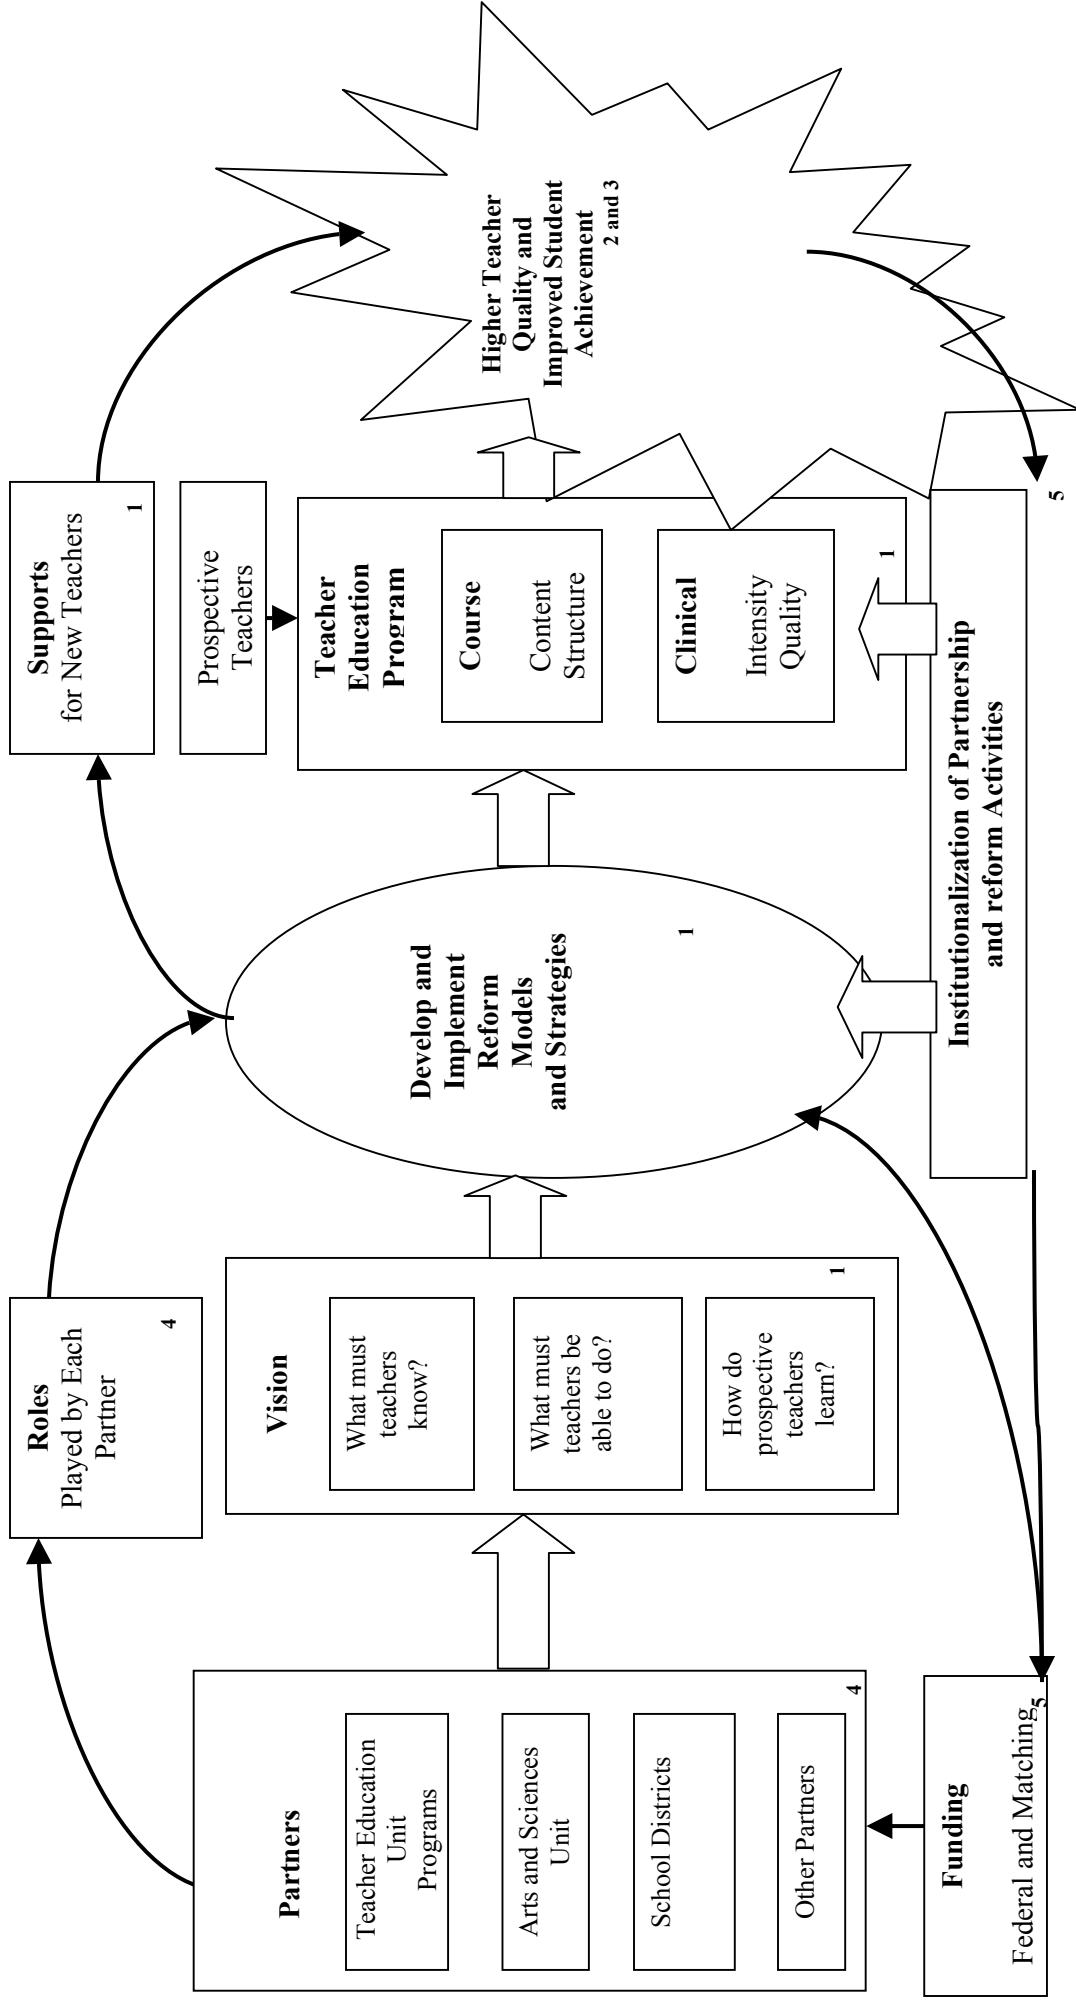 Partners
Teacher Education
Unit
Programs
Arts and Sciences
Unit
School Districts
Other Partners
4
Funding
Federal and Matching
5
Roles
Played by Each
Partner
4
Vision
What must
teachers
know?
What must
teachers be
able to do?
How do
prospective
teachers
learn?
1
Develop and
Implement
Reform
Models
and Strategies
1
Supports
for New Teachers
1
Prospective
Teachers
Teacher
Education
Program
Course
Content
Structure
Clinical
Intensity
Quality
1
Institutionalization of Partnership
and reform Activities
5
Higher Teacher
Quality and
Improved Student
Achievement
2 and 3